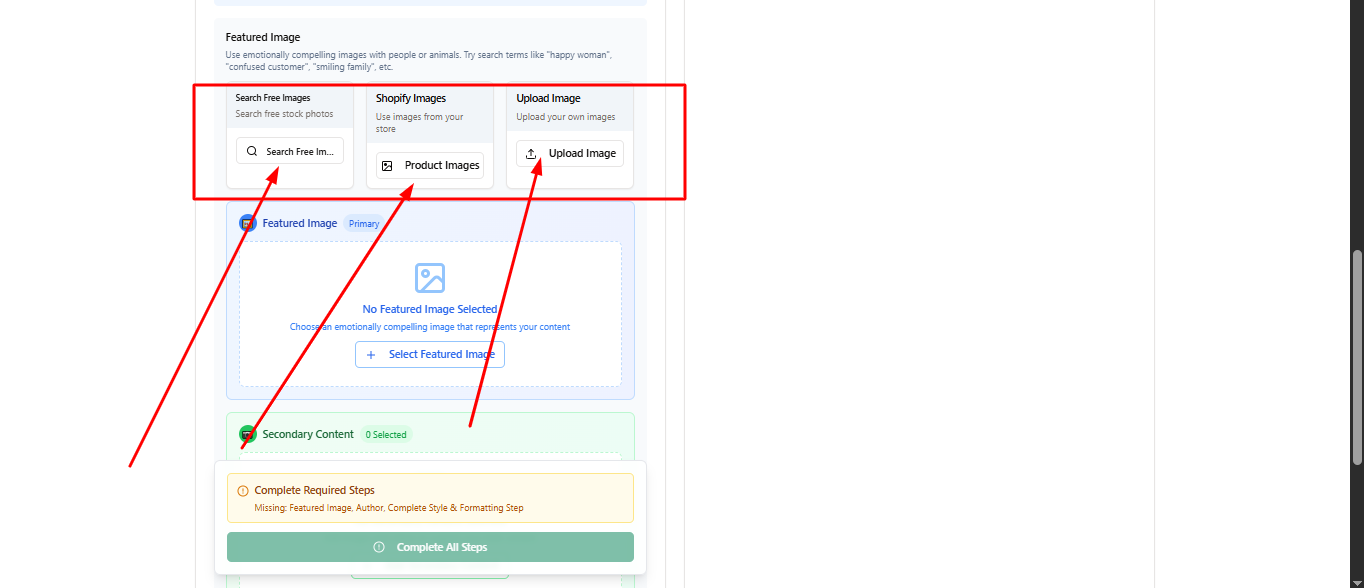 Featured Image
Use emotionally compelling images with people or animals. Try search terms like "happy woman",
"confused customer", "smiling family", etc.
Search Free Images
Search free stock photos
Search Free Im...
Shopify Images
Use images from your
store
Product Images
Upload Image
Upload your own images
Upload Image
Featured Image
Primary
No Featured Image Selected
Choose an emotionally compelling image that represents your content
Select Featured Image
Secondary Content
0 Selected
Complete Required Steps
Missing: Featured Image, Author, Complete Style & Formatting Step
Complete All Steps